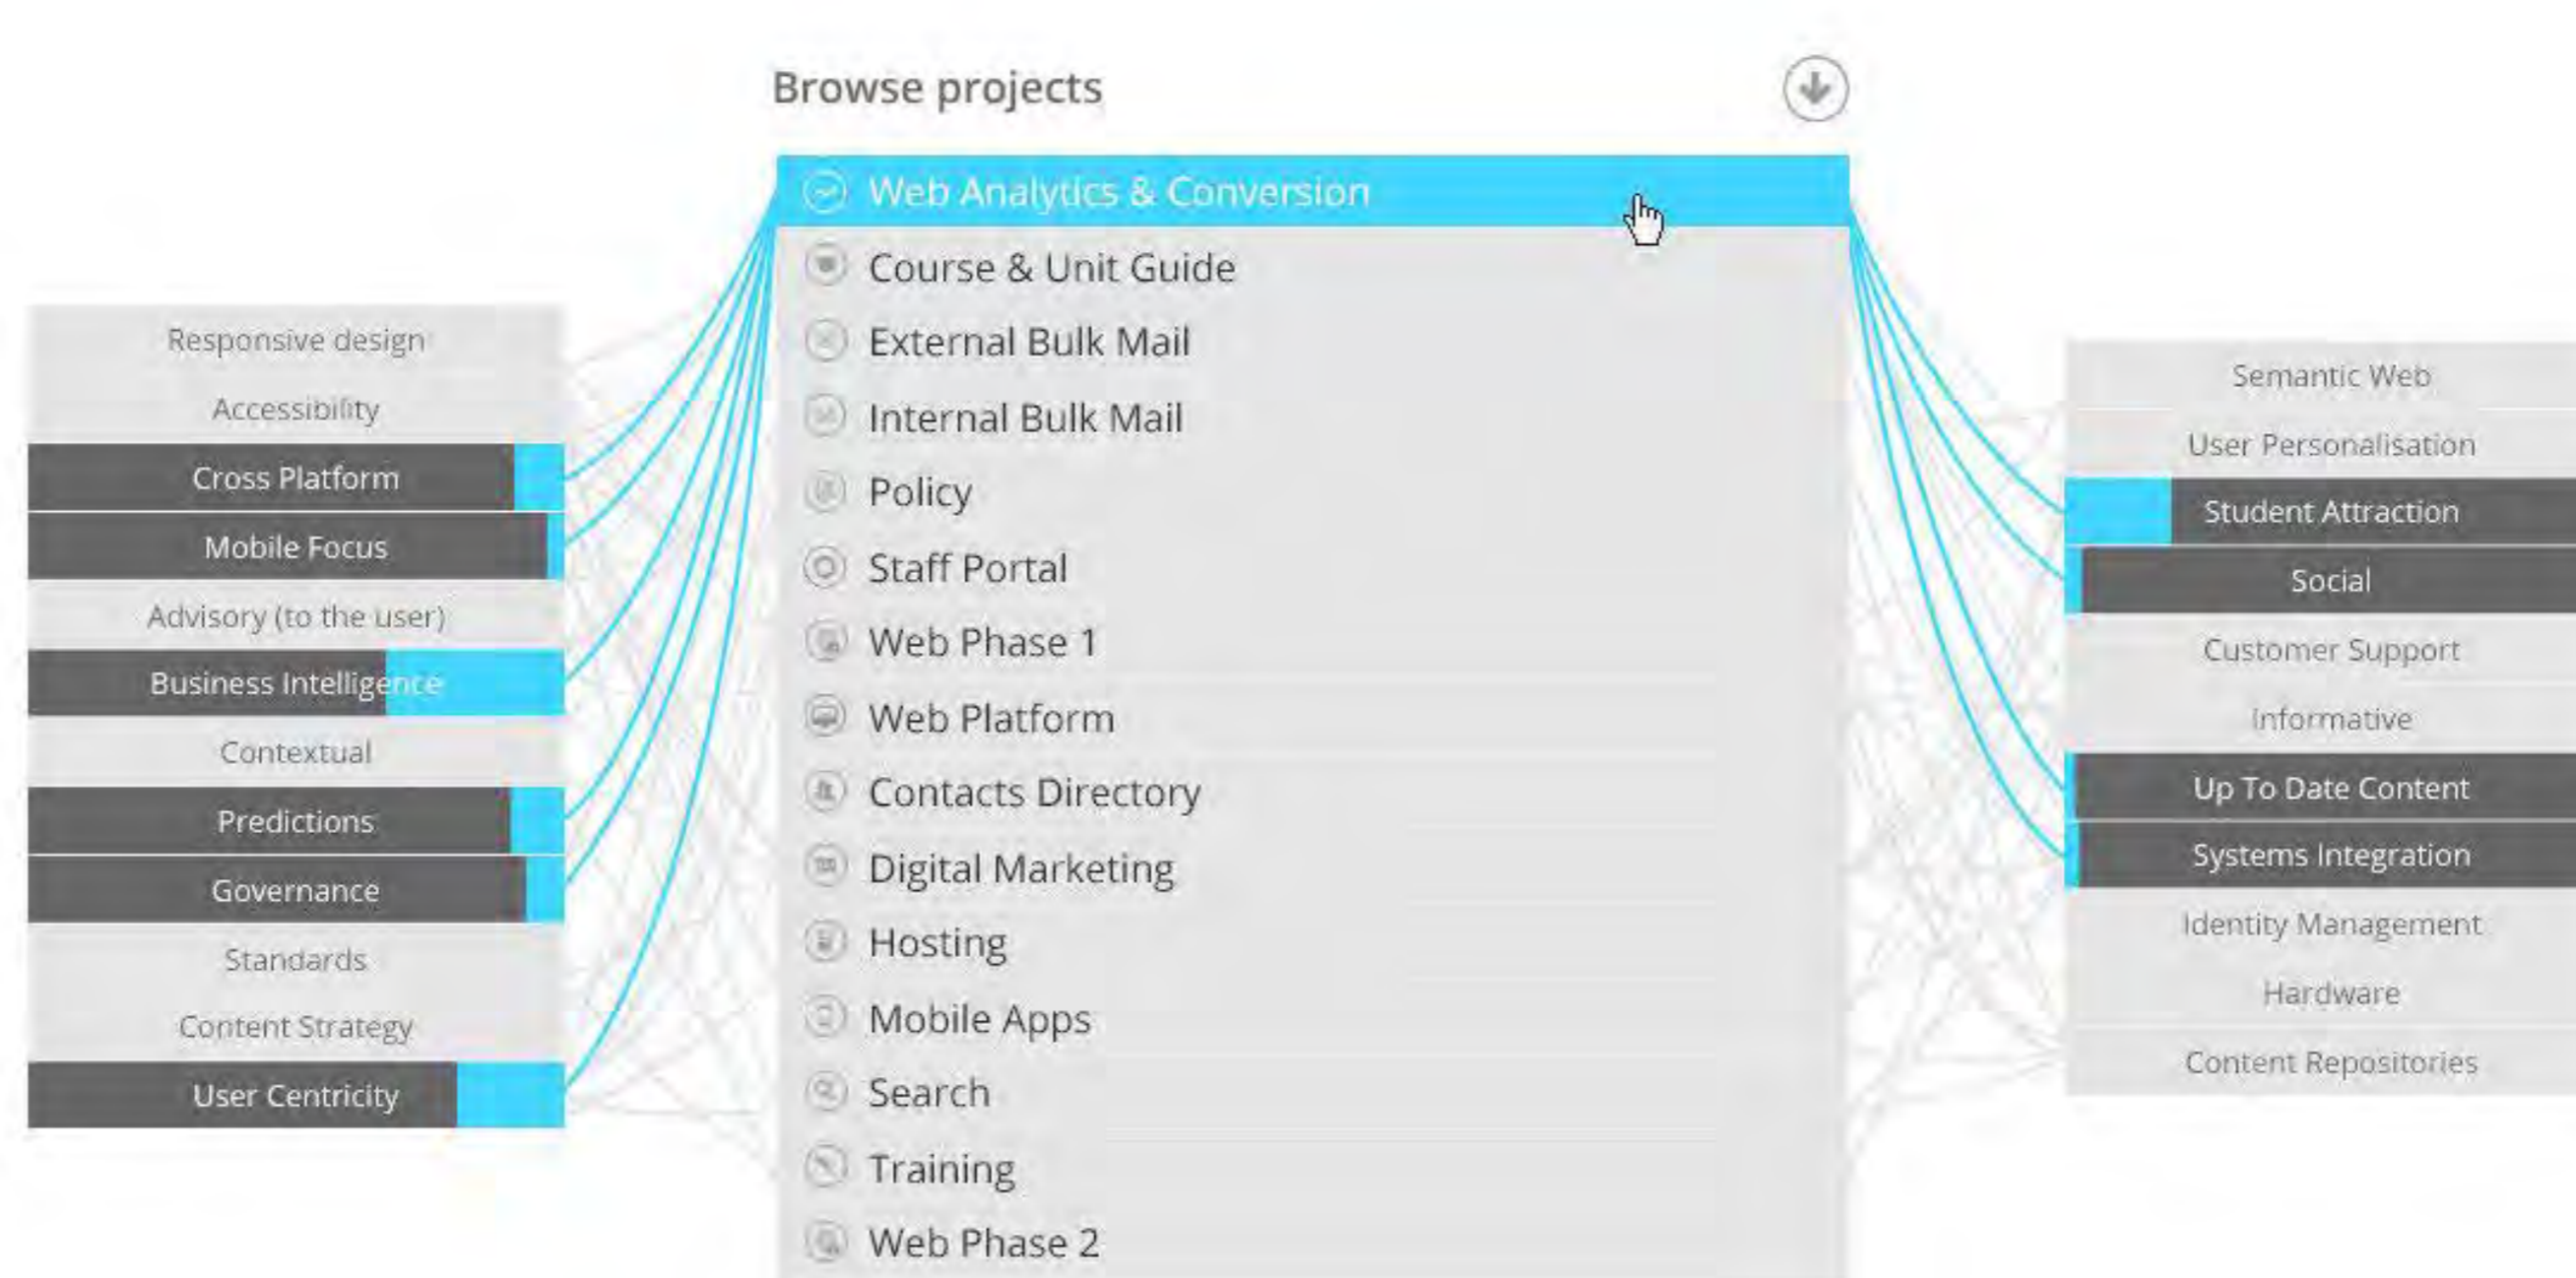 Browse projects
Web Analytics & Conversion
Course & Unit Guide
External Bulk Mail
Internal Bulk Mail
Policy
Staff Portal
Web Phase 1
Web Platform
Contacts Directory
Digital Marketing
Hosting
Mobile Apps
Search
Training
Web Phase 2
Responsive design
Accessibility
Cross Platform
Mobile Focus
Advisory (to the user)
Business Intelligence
Contextual
Predictions
Governance
Standards
Content Strategy
User Centricity
Semantic Web
User Personalisation
Student Attraction
Social
Customer Support
Informative
Up To Date Content
Systems Integration
Identity Management
Hardware
Content Repositories